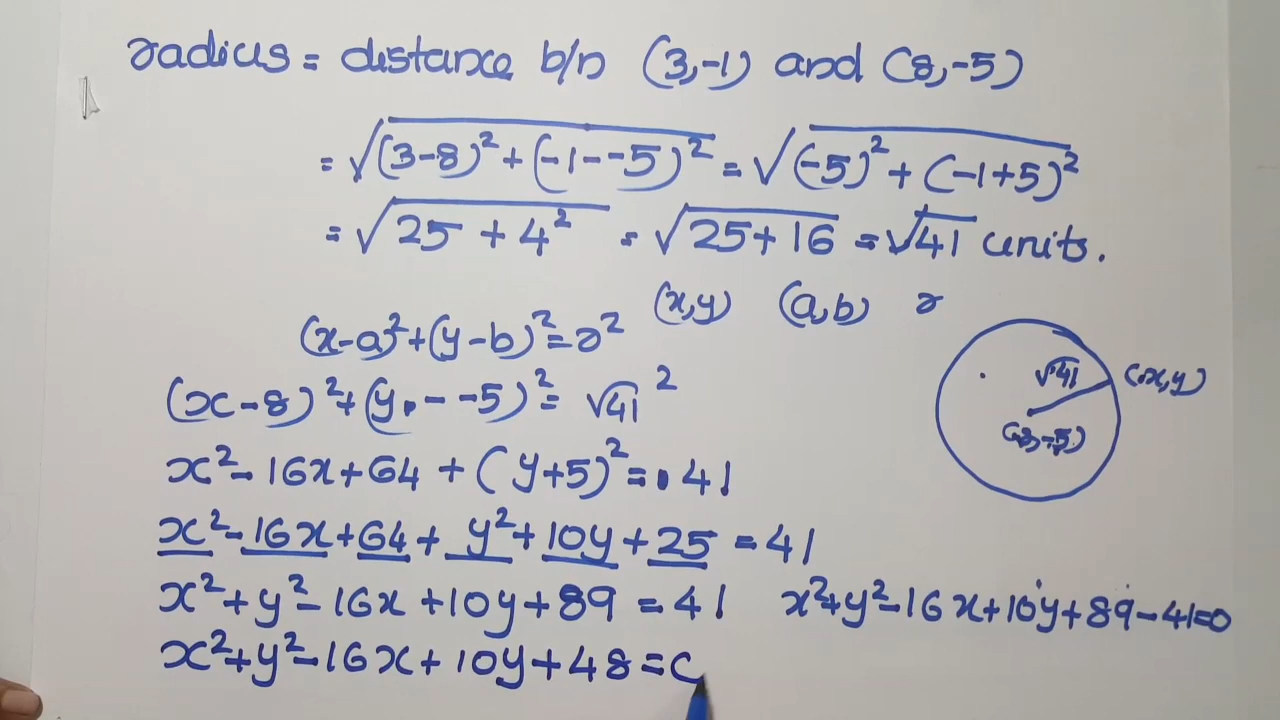 radius = distance b/n (3,-1) and (8,-5)
= √(3-8)² + (-1--5)² = √(-5)² + (-1+5)²
= √25 + 4² = √25+16 = √41 units.
(x,y) (a,b) r
(x-a)²+(y-b)²=r²
(x-8)²+(y--5)²= √41²
√41 (x,y)
(8,-5)
x²-16x+64 + (y+5)²= 41
x²-16x+64+ y²+10y+25 = 41
x²+y²-16x+10y+89 = 41
x²+y²-16x+10y+89-41=0
x²+y²-16x+10y+48=